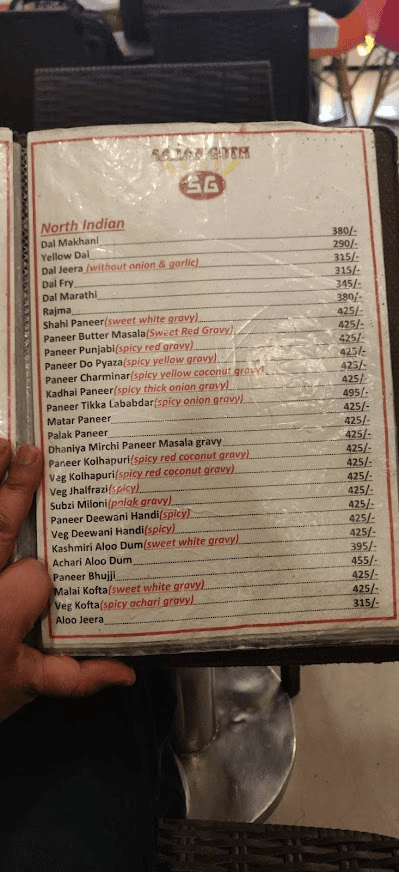 SG
North Indian
Dal Makhani 380/-
Yellow Dal 290/-
Dal Jeera (without onion & garlic) 315/-
Dal Fry 315/-
Dal Marathi 345/-
Rajma 380/-
Shahi Paneer(sweet white gravy) 425/-
Paneer Butter Masala(Sweet Red Gravy) 425/-
Paneer Punjabi(spicy red gravy) 425/-
Paneer Do Pyaza(spicy yellow gravy) 425/-
Paneer Charminar(spicy yellow coconut gravy) 425/-
Kadhai Paneer(spicy thick onion gravy) 425/-
Paneer Tikka Lababdar(spicy onion gravy) 495/-
Matar Paneer 425/-
Palak Paneer 425/-
Dhaniya Mirchi Paneer Masala gravy 425/-
Paneer Kolhapuri(spicy red coconut gravy) 425/-
Veg Kolhapuri(spicy red coconut gravy) 425/-
Veg Jhalfrazi(spicy) 425/-
Subzi Miloni(palak gravy) 425/-
Paneer Deewani Handi(spicy) 425/-
Veg Deewani Handi(spicy) 425/-
Kashmiri Aloo Dum(sweet white gravy) 425/-
Achari Aloo Dum 395/-
Paneer Bhujji 455/-
Malai Kofta(sweet white gravy) 425/-
Veg Kofta(spicy achari gravy) 425/-
Aloo Jeera 315/-